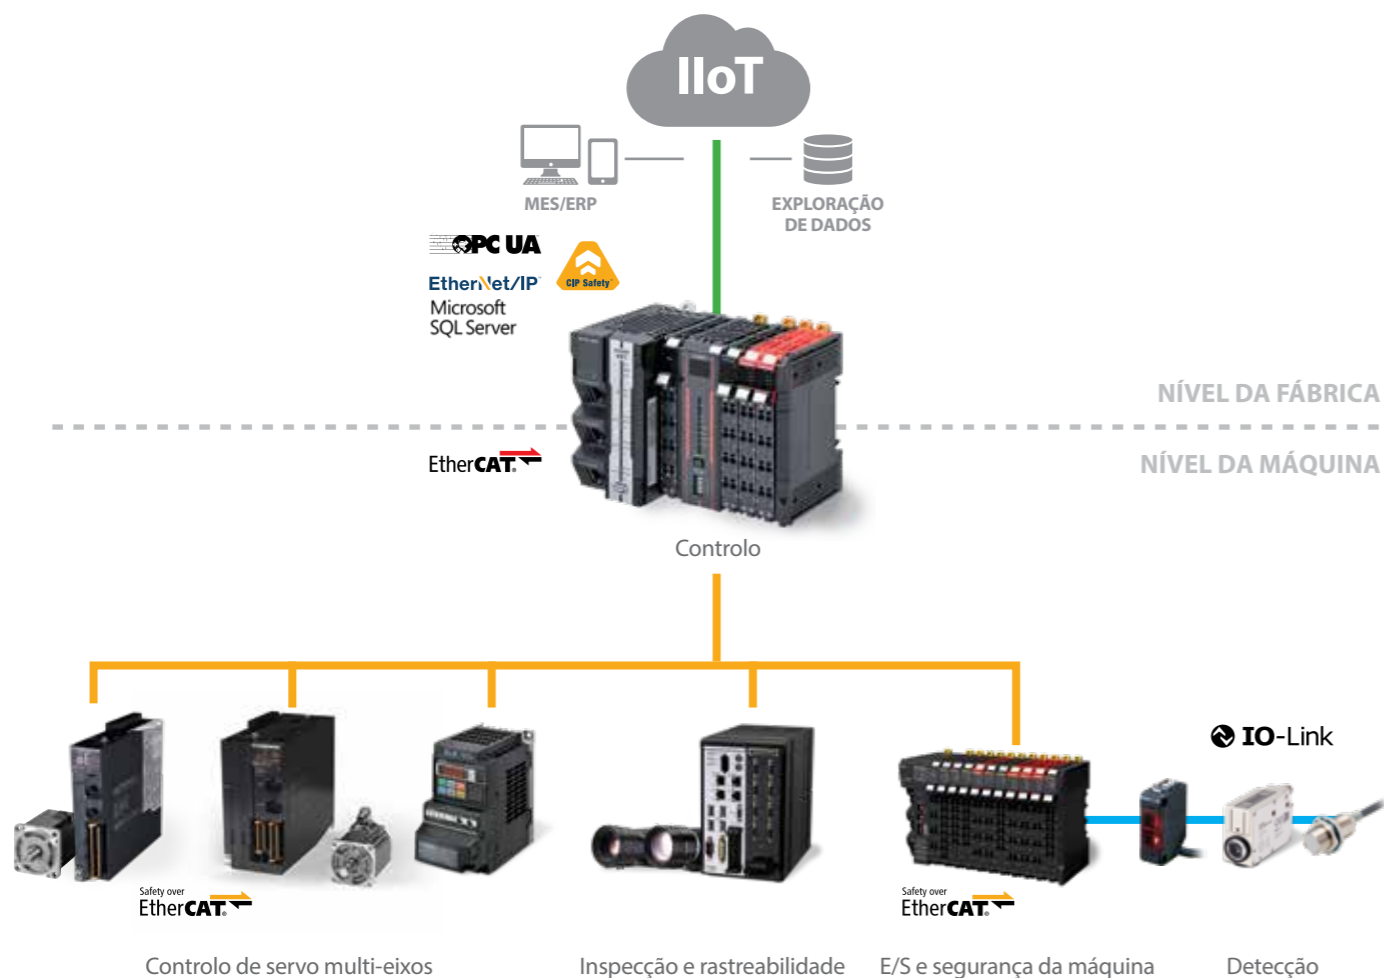 IIoT
MES/ERP
EXPLORAÇÃO
DE DADOS
OPC UA
EtherNet/IP
CIP Safety
Microsoft
SQL Server
NÍVEL DA FÁBRICA
EtherCAT®
NÍVEL DA MÁQUINA
Controlo
IO-Link
Safety over
EtherCAT®
Safety over
EtherCAT®
Controlo de servo multi-eixos
Inspecção e rastreabilidade
E/S e segurança da máquina
Detecção